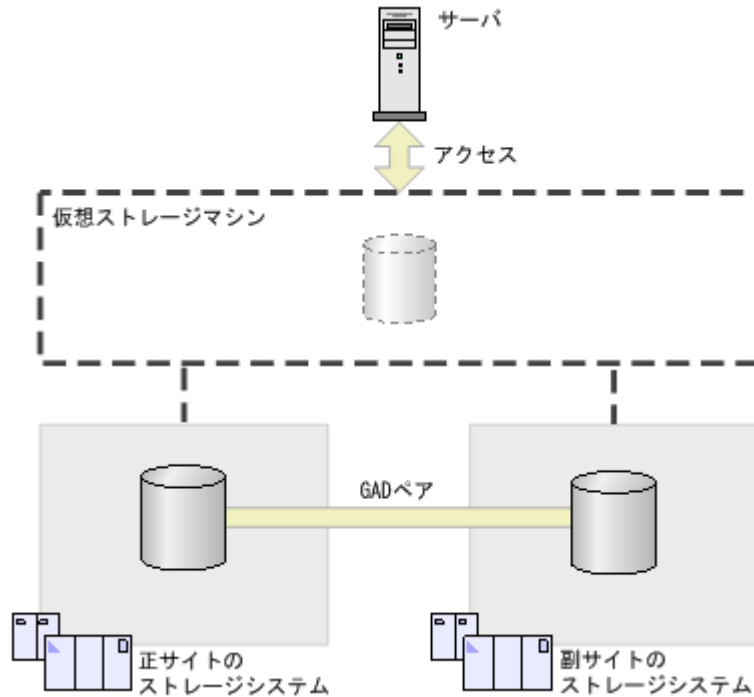 サーバ
アクセス
仮想ストレージマシン
GADペア
正サイトの
ストレージシステム
副サイトの
ストレージシステム